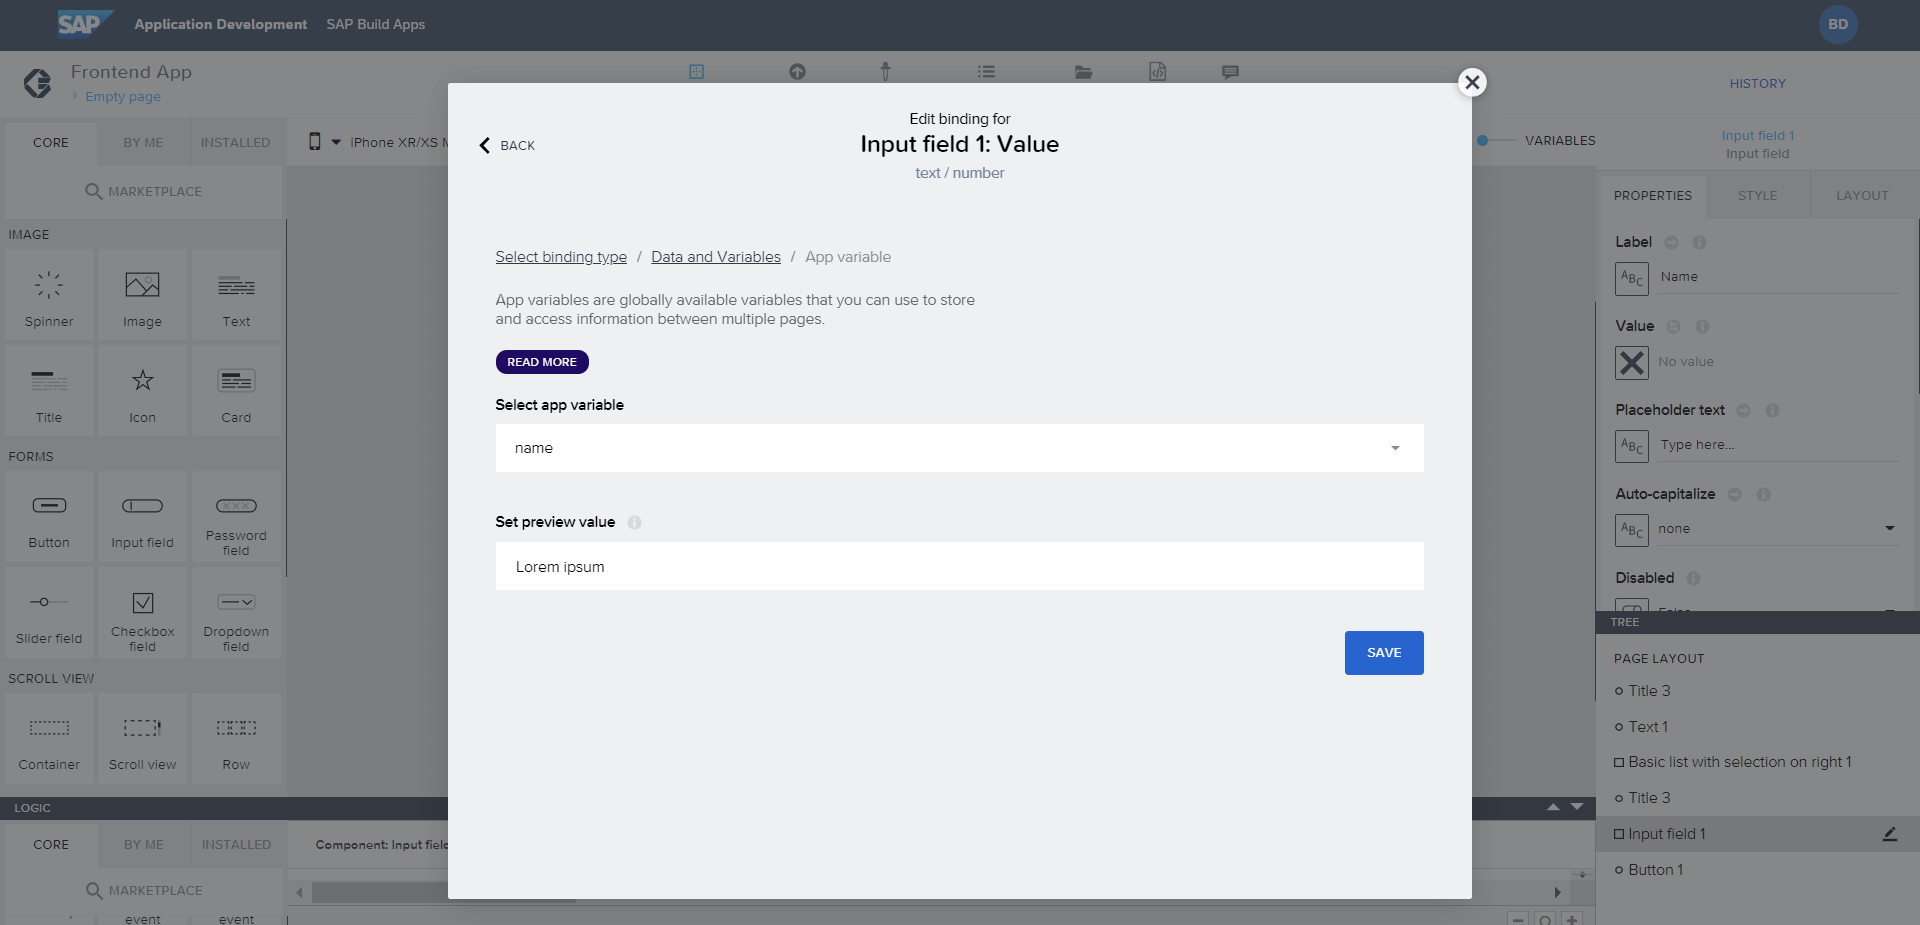 SAP
Application Development
SAP Build Apps
BD
Frontend App
Empty page
HISTORY
CORE
BY ME
INSTALLED
iPhone XR/XS M
VARIABLES
Input field 1
Input field
MARKETPLACE
PROPERTIES
STYLE
LAYOUT
IMAGE
Spinner
Image
Text
Title
Icon
Card
FORMS
Button
Input field
Password
field
Slider field
Checkbox
field
Dropdown
field
SCROLL VIEW
Container
Scroll view
Row
LOGIC
CORE
BY ME
INSTALLED
Component: Input field
MARKETPLACE
event
event
BACK
Edit binding for
Input field 1: Value
text / number
Select binding type / Data and Variables / App variable
App variables are globally available variables that you can use to store
and access information between multiple pages.
READ MORE
Select app variable
name
Set preview value
Lorem ipsum
SAVE
Label
ABC
Name
Value
No value
Placeholder text
ABC
Type here...
Auto-capitalize
ABC
none
Disabled
False
TREE
PAGE LAYOUT
Title 3
Text 1
Basic list with selection on right 1
Title 3
Input field 1
Button 1